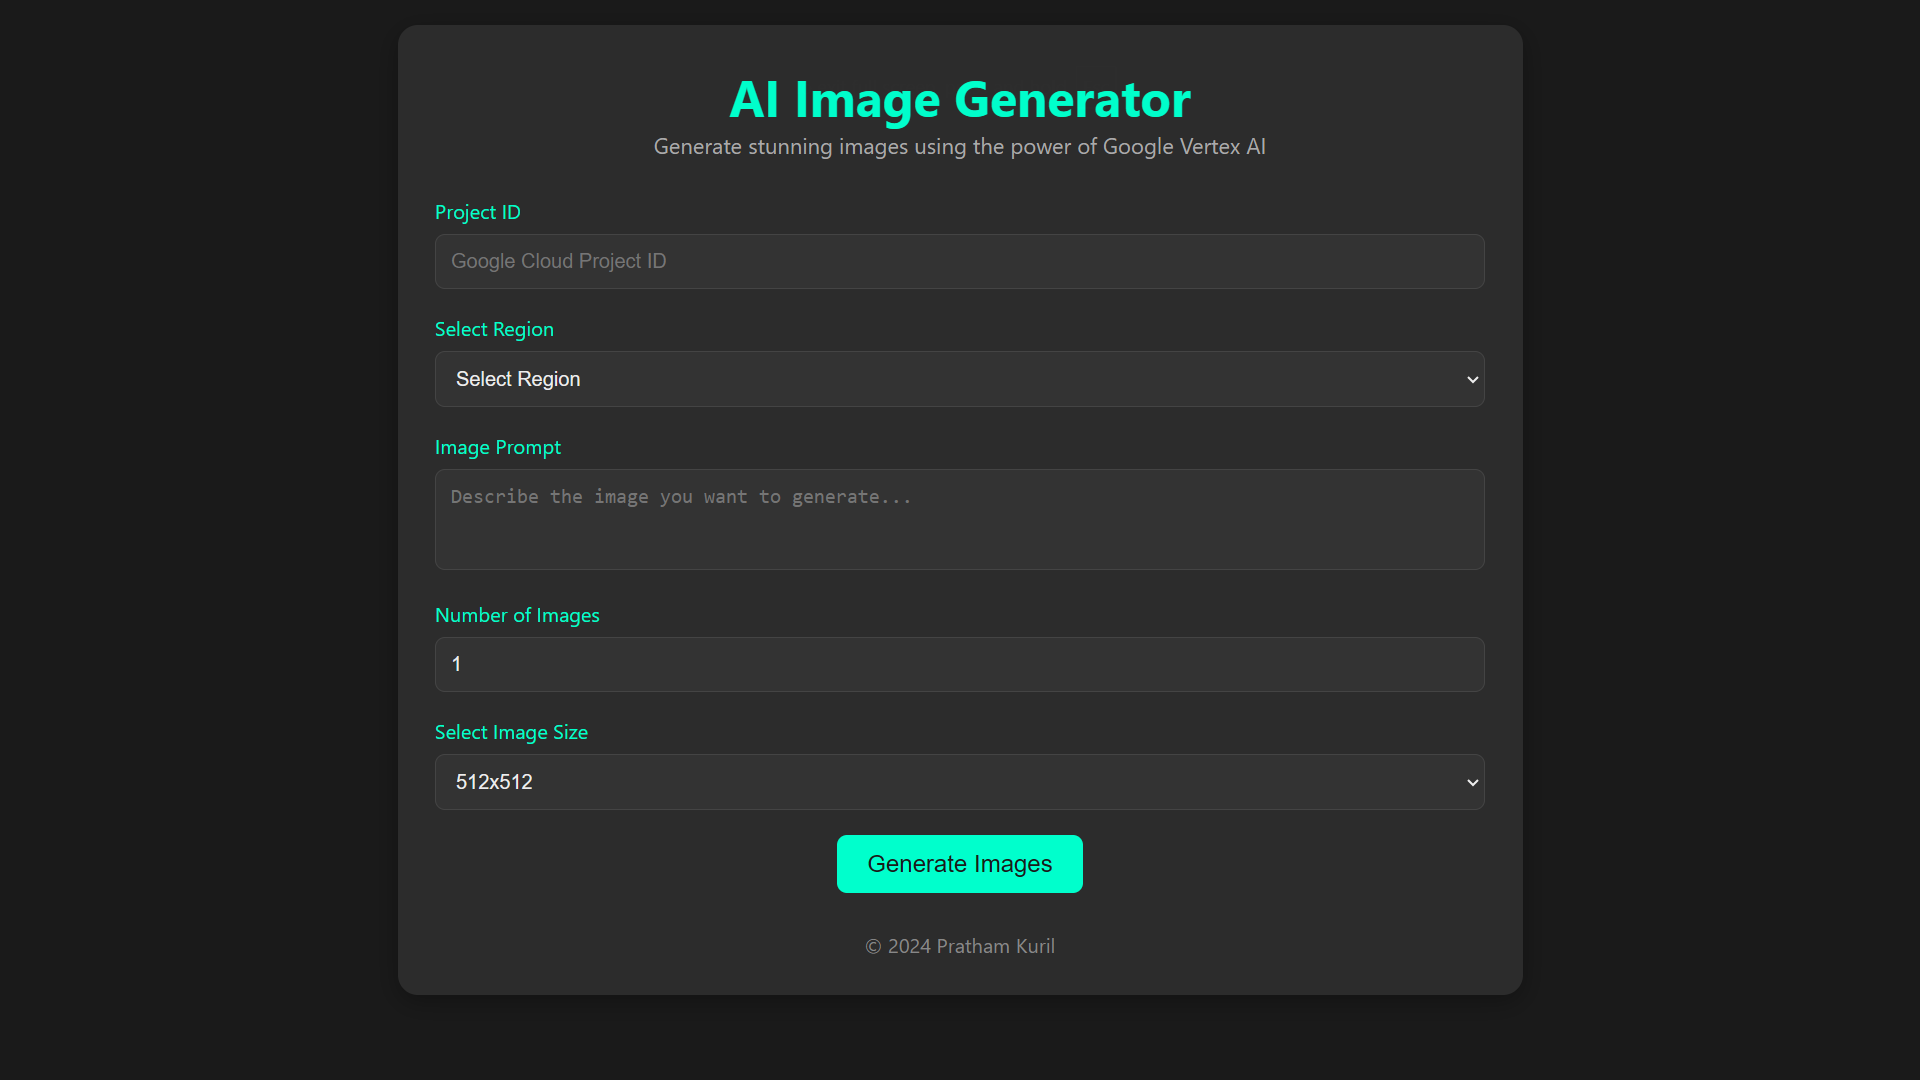 AI Image Generator
Generate stunning images using the power of Google Vertex AI
Project ID
Google Cloud Project ID
Select Region
Select Region
Image Prompt
Describe the image you want to generate...
Number of Images
1
Select Image Size
512x512
Generate Images
© 2024 Pratham Kuril